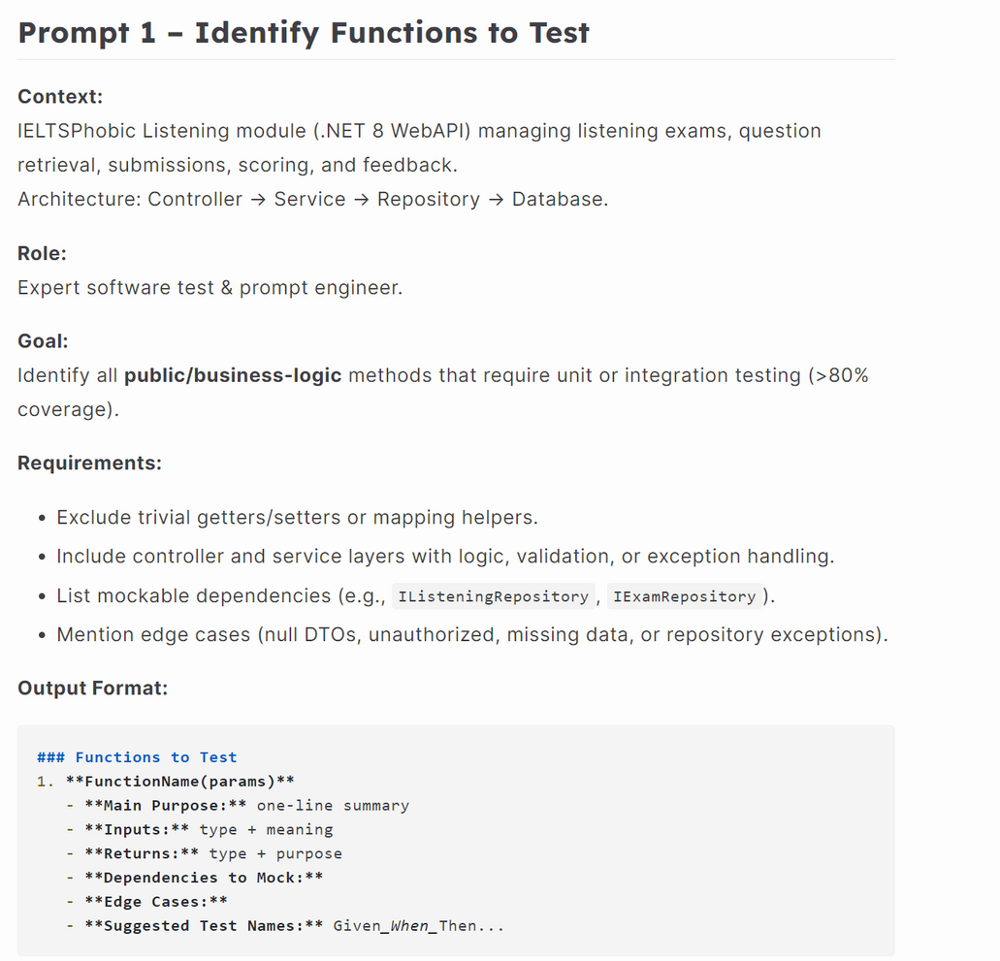 Prompt 1 – Identify Functions to Test
Context:
IELTSPhobic Listening module (.NET 8 WebAPI) managing listening exams, question
retrieval, submissions, scoring, and feedback.
Architecture: Controller → Service → Repository → Database.
Role:
Expert software test & prompt engineer.
Goal:
Identify all public/business-logic methods that require unit or integration testing (>80%
coverage).
Requirements:
• Exclude trivial getters/setters or mapping helpers.
• Include controller and service layers with logic, validation, or exception handling.
• List mockable dependencies (e.g., IListeningRepository , IExamRepository ).
• Mention edge cases (null DTOs, unauthorized, missing data, or repository exceptions).
Output Format:
### Functions to Test
1. **FunctionName(params)**
- **Main Purpose:** one-line summary
- **Inputs:** type + meaning
- **Returns:** type + purpose
- **Dependencies to Mock:**
- **Edge Cases:**
- **Suggested Test Names:** Given_When_Then...